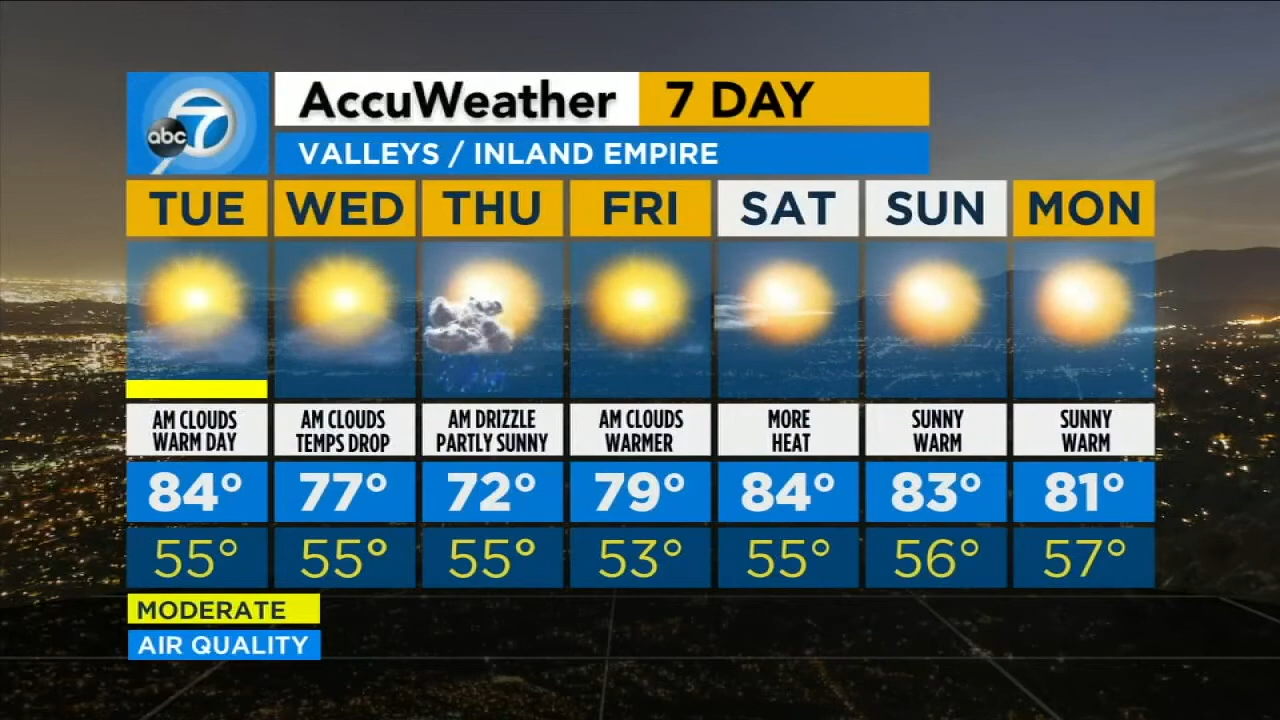 abc 7
AccuWeather 7 DAY
VALLEYS / INLAND EMPIRE
TUE WED THU FRI SAT SUN MON
AM CLOUDS AM CLOUDS AM DRIZZLE AM CLOUDS MORE SUNNY SUNNY
WARM DAY TEMPS DROP PARTLY SUNNY WARMER HEAT WARM WARM
84° 77° 72° 79° 84° 83° 81°
55° 55° 55° 53° 55° 56° 57°
MODERATE
AIR QUALITY